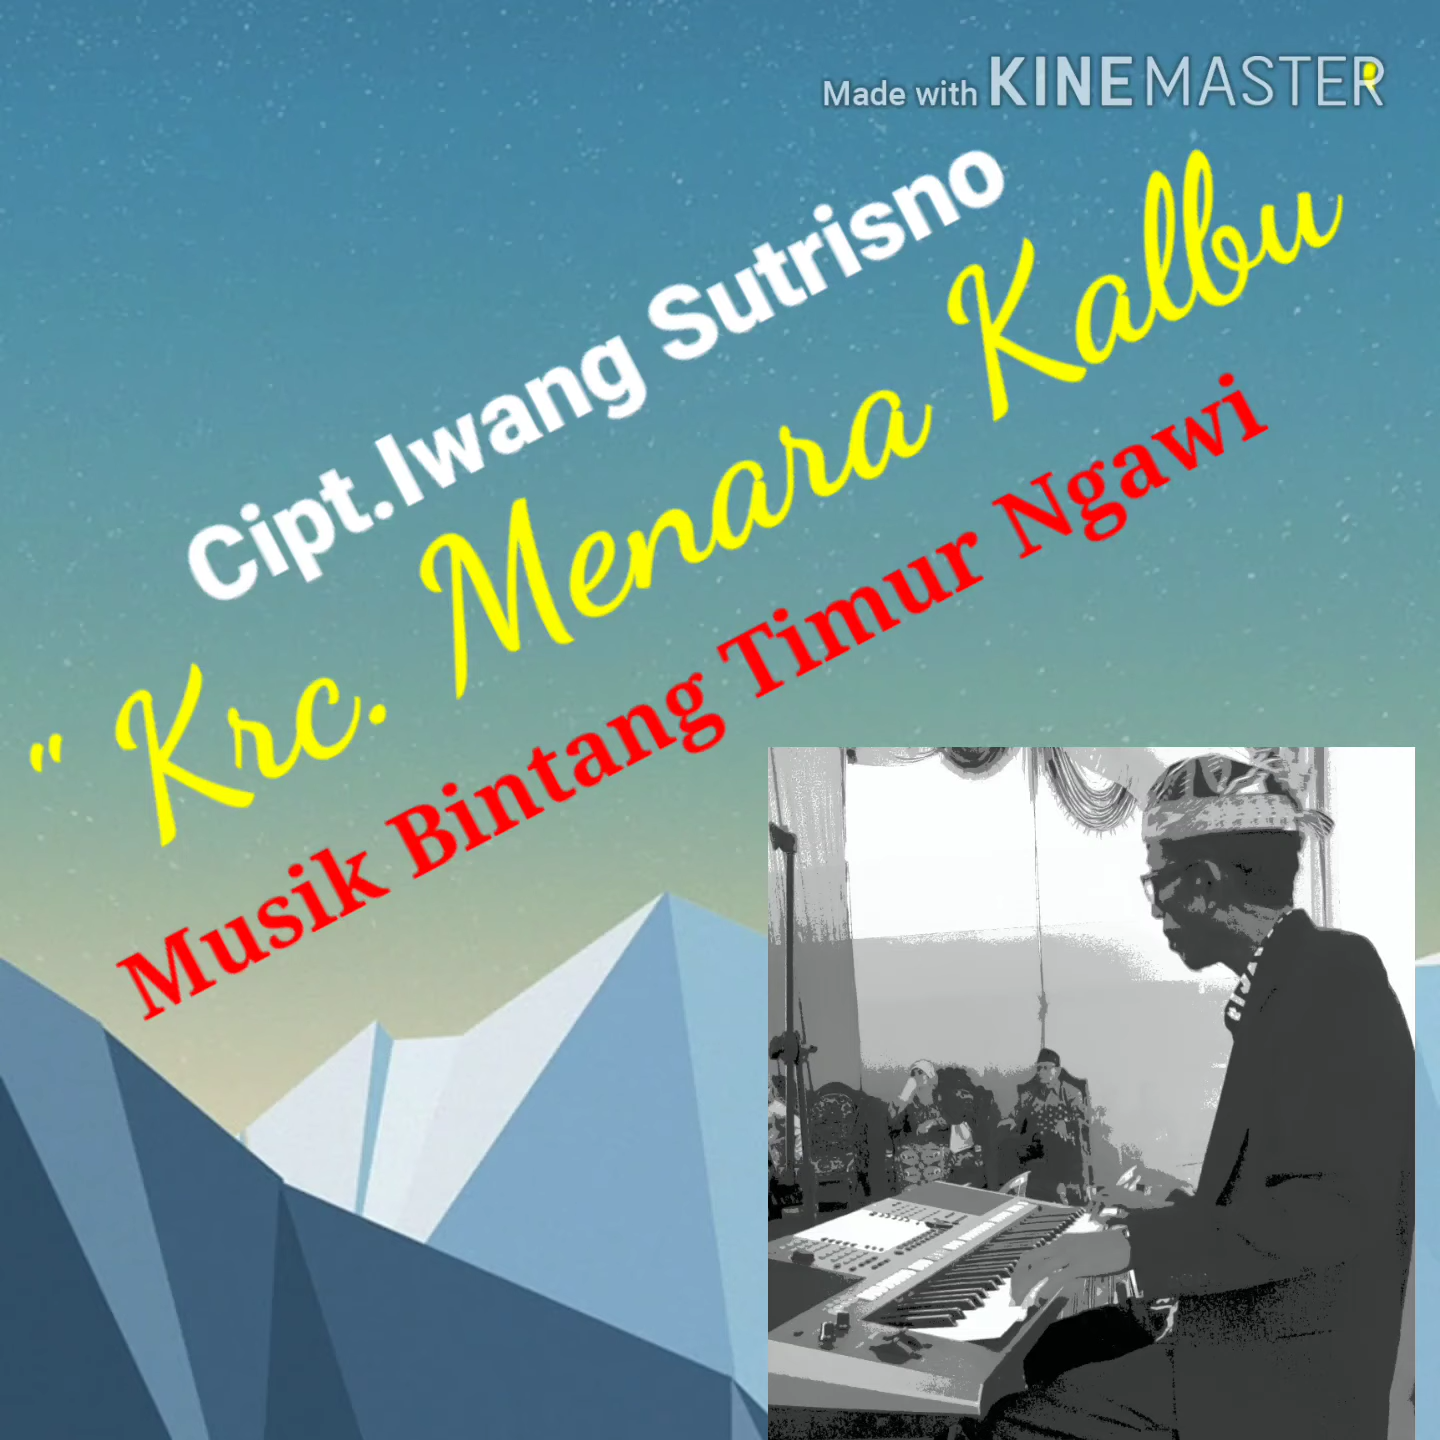 Made with KINEMASTER
Cipt.Iwang Sutrisno
" Krc. Menara Kalbu
Musik Bintang Timur Ngawi